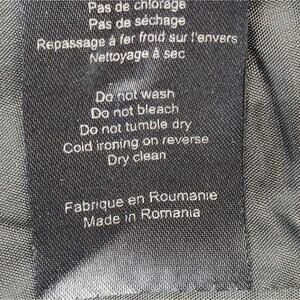 Pas de chlorage
Pas de séchage
Repassage à fer froid sur l'envers
Nettoyage à sec
Do not wash
Do not bleach
Do not tumble dry
Cold ironing on reverse
Dry clean
Fabrique en Roumanie
Made in Romania